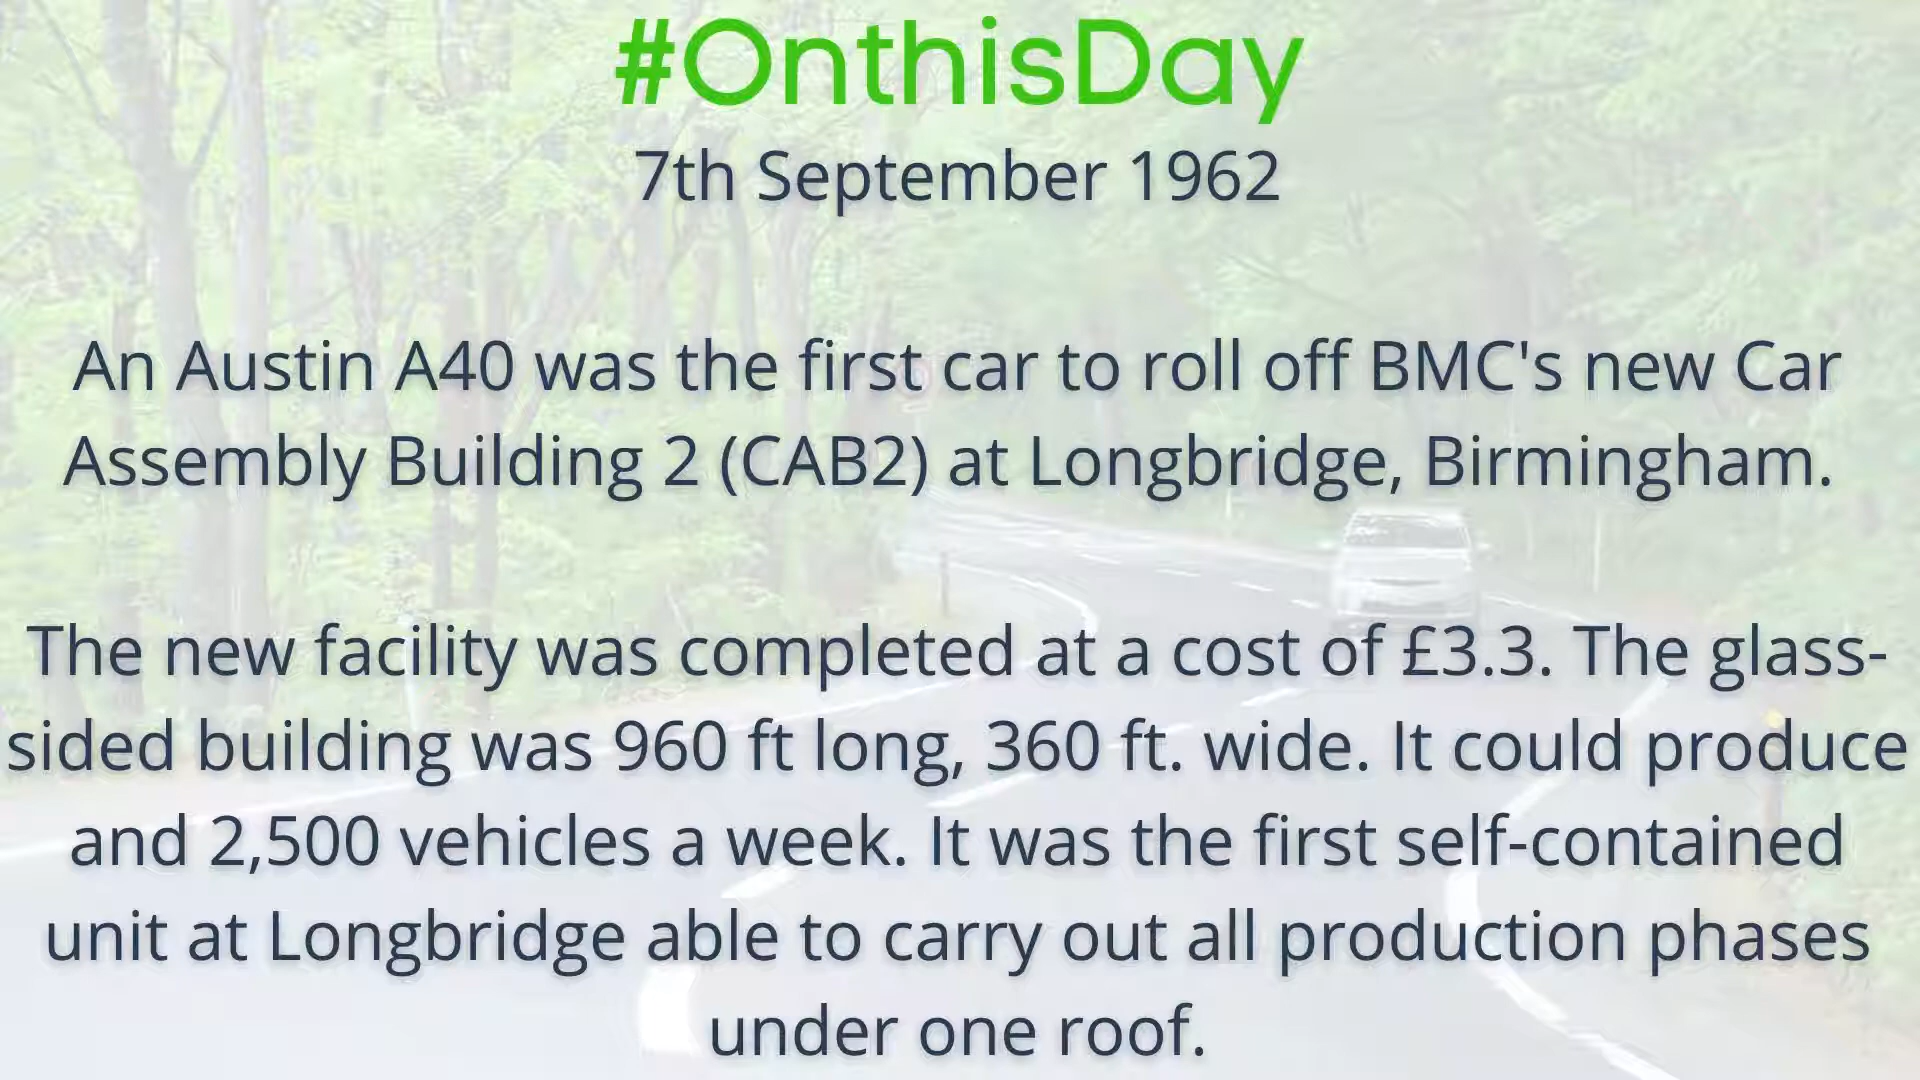 #OnthisDay
7th September 1962
An Austin A40 was the first car to roll off BMC's new Car
Assembly Building 2 (CAB2) at Longbridge, Birmingham.
The new facility was completed at a cost of £3.3. The glass-
sided building was 960 ft long, 360 ft. wide. It could produce
and 2,500 vehicles a week. It was the first self-contained
unit at Longbridge able to carry out all production phases
under one roof.